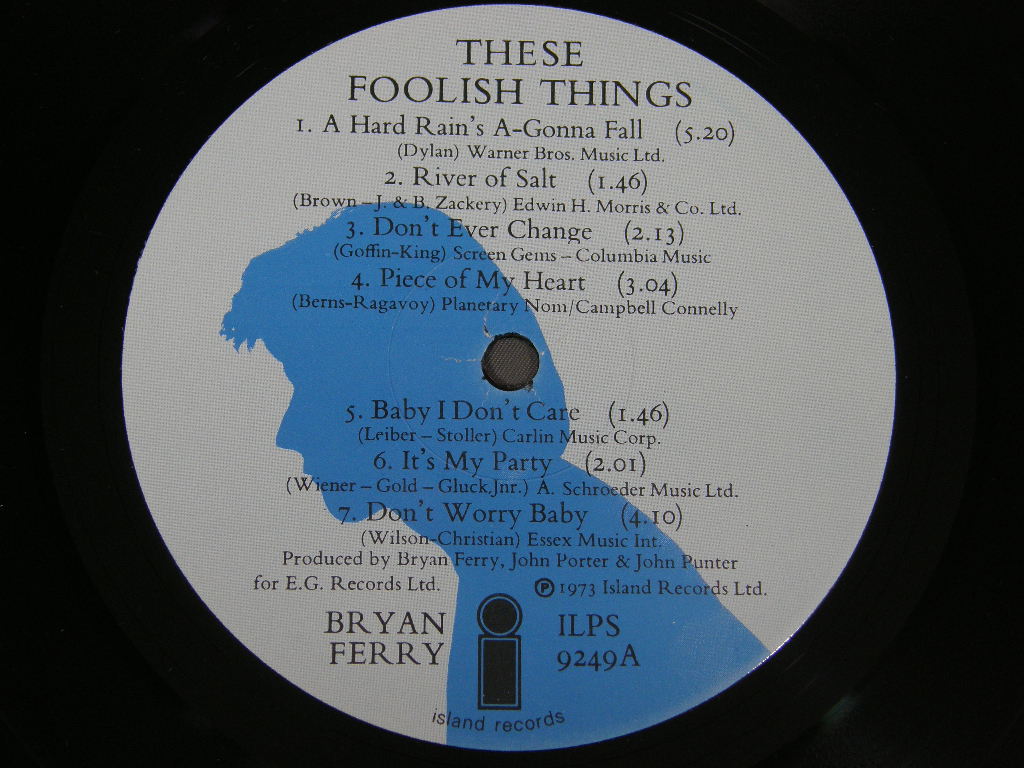 THESE
FOOLISH THINGS
1. A Hard Rain's A-Gonna Fall (5.20)
(Dylan) Warner Bros. Music Ltd.
2. River of Salt (1.46)
(Brown – J. & B. Zackery) Edwin H. Morris & Co. Ltd.
3. Don't Ever Change (2.13)
(Goffin-King) Screen Gems – Columbia Music
4. Piece of My Heart (3.04)
(Berns-Ragavoy) Planetary Nom/Campbell Connelly
5. Baby I Don't Care (1.46)
(Leiber – Stoller) Carlin Music Corp.
6. It's My Party (2.01)
(Wiener – Gold – Gluck,Jnr.) A. Schroeder Music Ltd.
7. Don't Worry Baby (4.10)
(Wilson-Christian) Essex Music Int.
Produced by Bryan Ferry, John Porter & John Punter
for E.G. Records Ltd. ℗ 1973 Island Records Ltd.
BRYAN FERRY
ILPS 9249A
island records